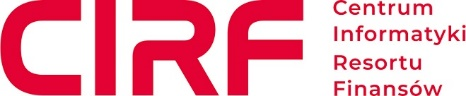 CIRF
Centrum
Informatyki
Resortu
Finansów